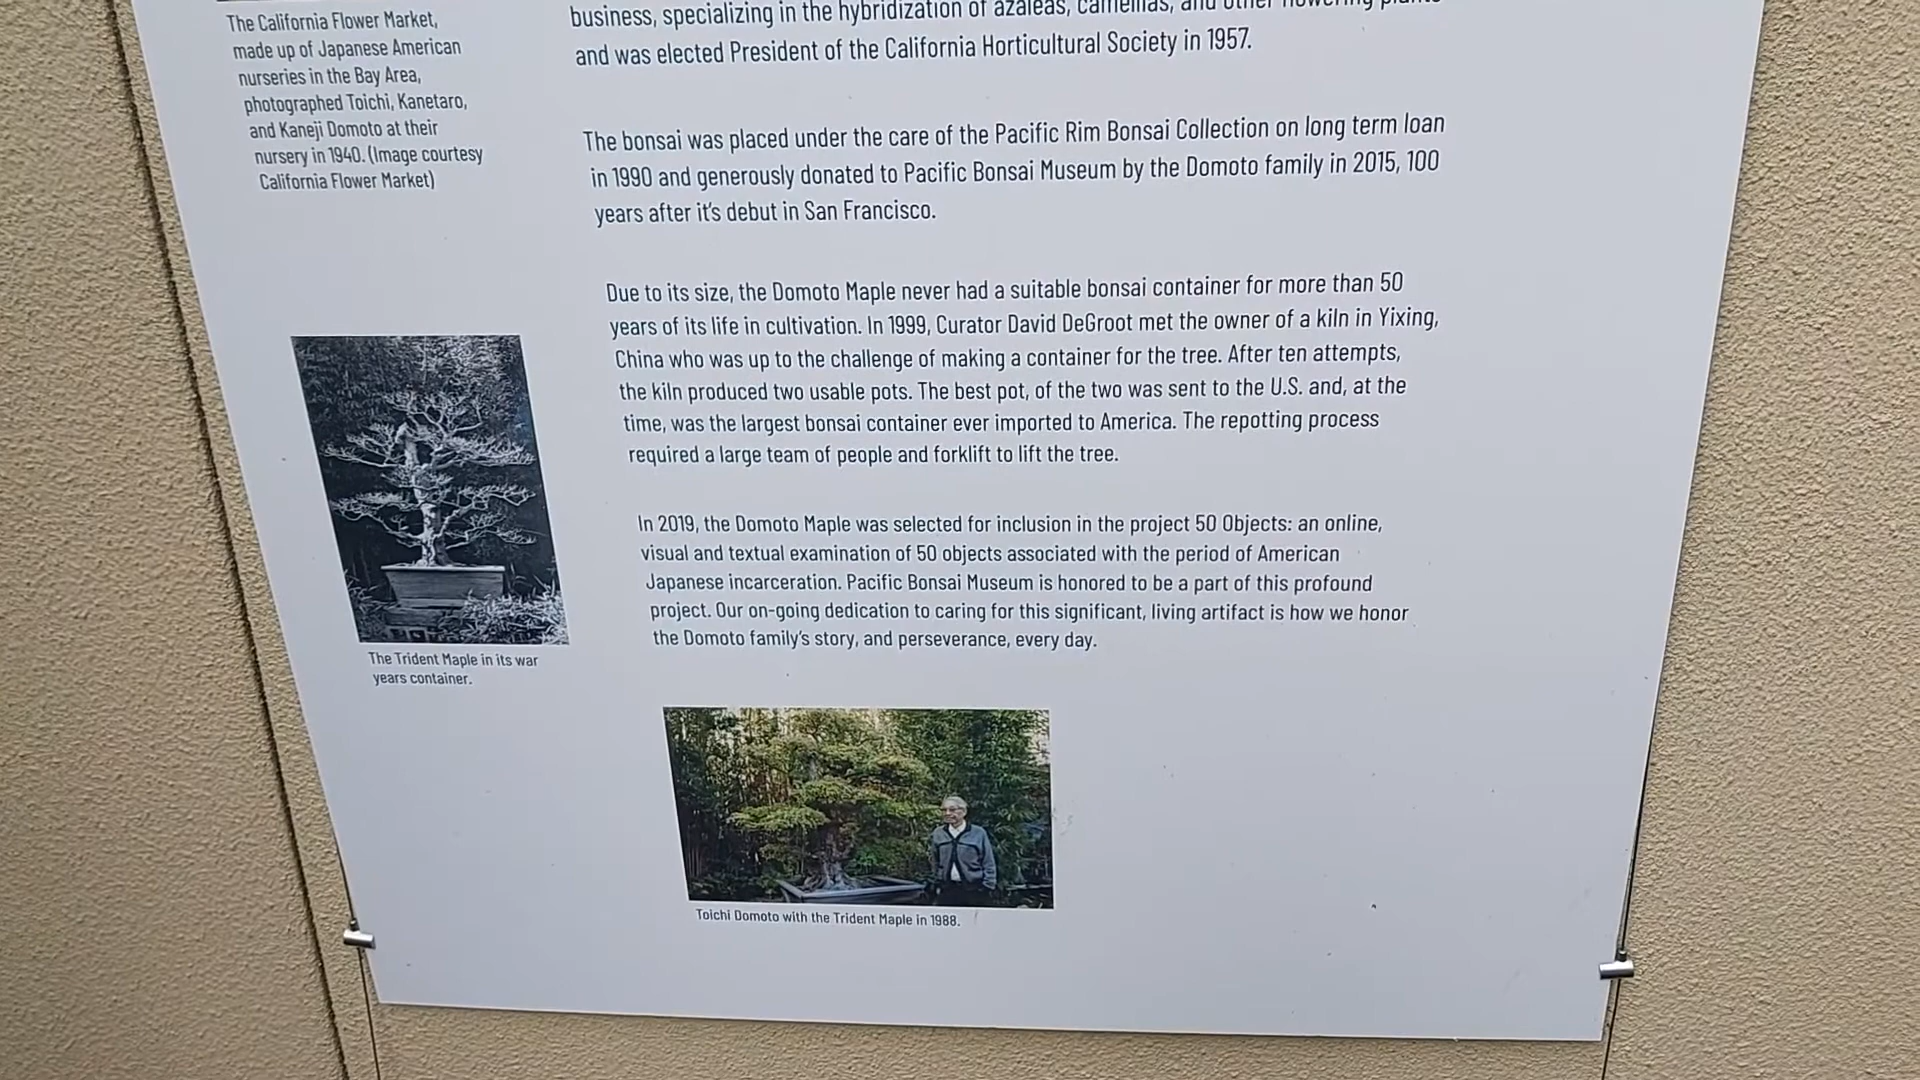 The California Flower Market,
made up of Japanese American
nurseries in the Bay Area,
photographed Toichi, Kanetaro,
and Kaneji Domoto at their
nursery in 1940. (Image courtesy
California Flower Market)
business, specializing in the hybridization of azaleas, camellias, and other flowering plants
and was elected President of the California Horticultural Society in 1957.
The bonsai was placed under the care of the Pacific Rim Bonsai Collection on long term loan
in 1990 and generously donated to Pacific Bonsai Museum by the Domoto family in 2015, 100
years after it's debut in San Francisco.
Due to its size, the Domoto Maple never had a suitable bonsai container for more than 50
years of its life in cultivation. In 1999, Curator David DeGroot met the owner of a kiln in Yixing,
China who was up to the challenge of making a container for the tree. After ten attempts,
the kiln produced two usable pots. The best pot, of the two was sent to the U.S. and, at the
time, was the largest bonsai container ever imported to America. The repotting process
required a large team of people and forklift to lift the tree.
In 2019, the Domoto Maple was selected for inclusion in the project 50 Objects: an online,
visual and textual examination of 50 objects associated with the period of American
Japanese incarceration. Pacific Bonsai Museum is honored to be a part of this profound
project. Our on-going dedication to caring for this significant, living artifact is how we honor
the Domoto family's story, and perseverance, every day.
The Trident Maple in its war
years container.
Toichi Domoto with the Trident Maple in 1988.